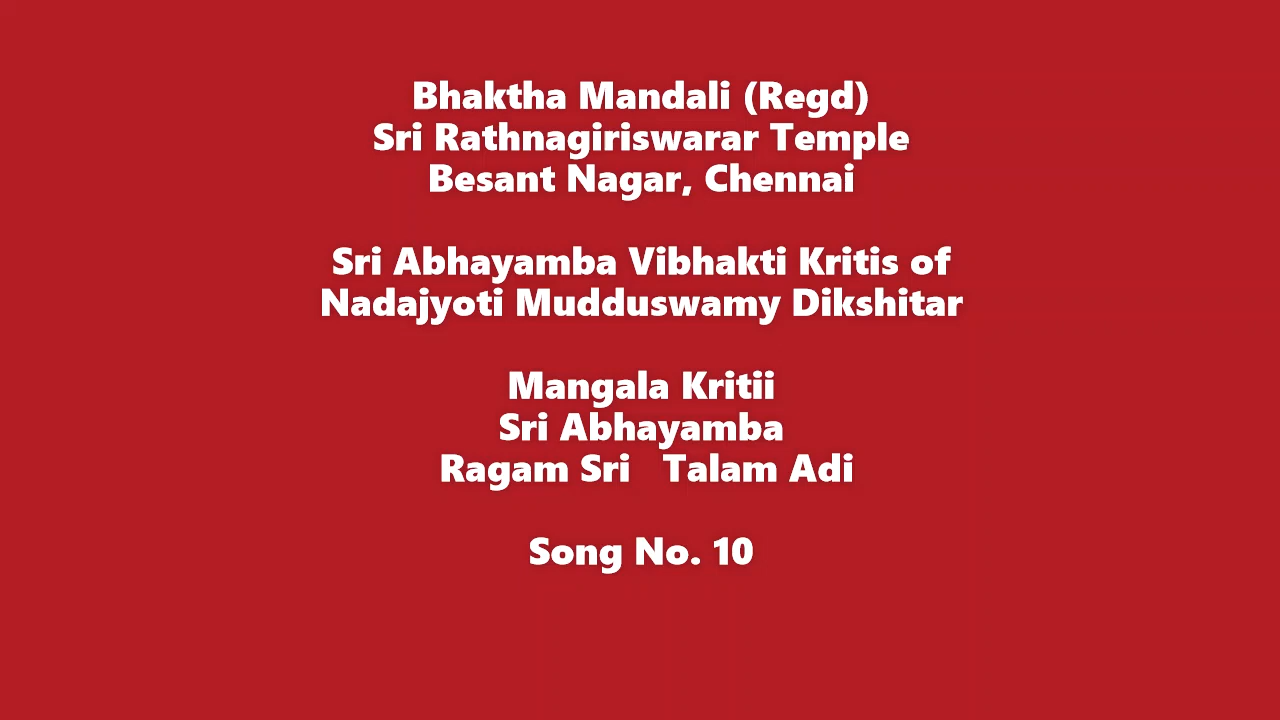 Bhaktha Mandali (Regd)
Sri Rathnagiriswarar Temple
Besant Nagar, Chennai
Sri Abhayamba Vibhakti Kritis of
Nadajyoti Mudduswamy Dikshitar
Mangala Kritii
Sri Abhayamba
Ragam Sri   Talam Adi
Song No. 10